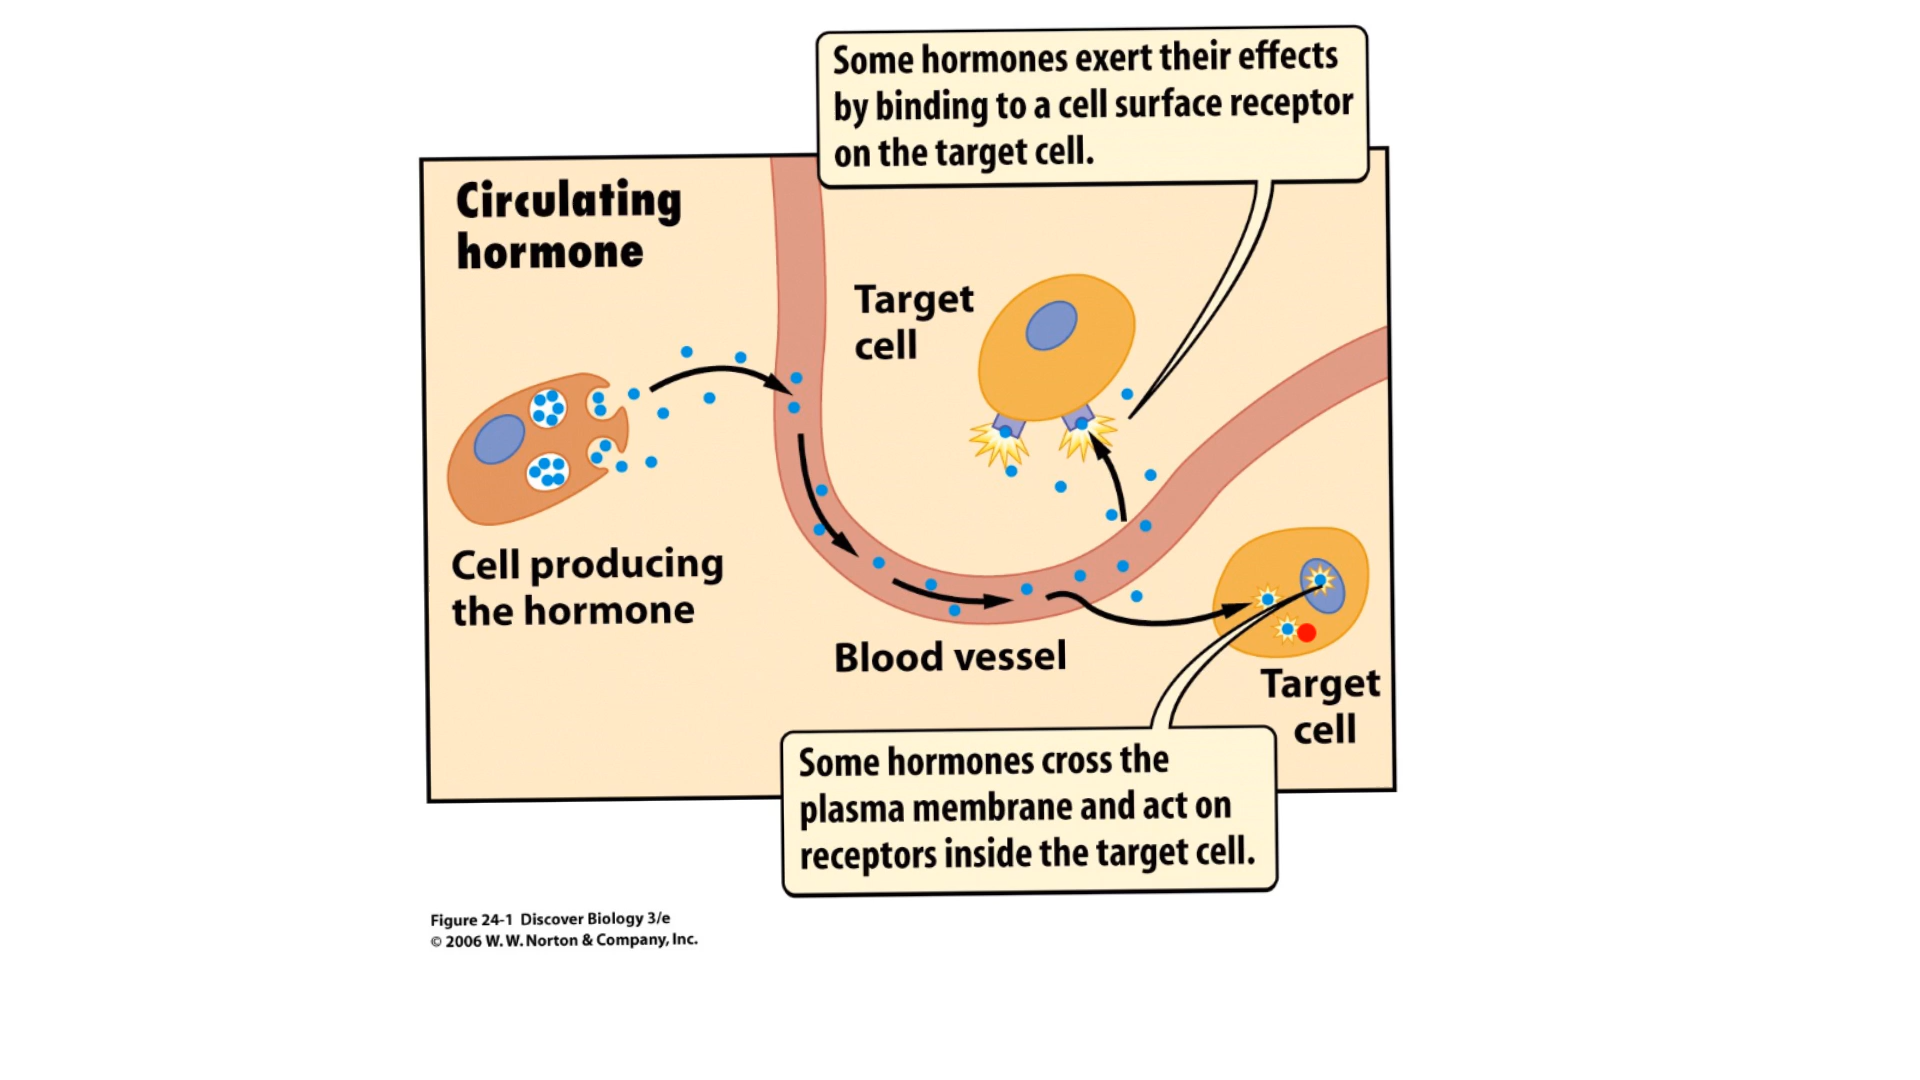 Some hormones exert their effects
by binding to a cell surface receptor
on the target cell.
Circulating
hormone
Target
cell
Cell producing
the hormone
Blood vessel
Target
cell
Some hormones cross the
plasma membrane and act on
receptors inside the target cell.
Figure 24-1 Discover Biology 3/e
© 2006 W. W. Norton & Company, Inc.